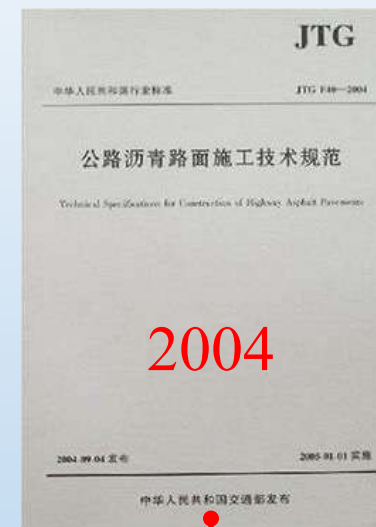 JTG
中华人民共和国行业标准 JTG F40—2004
公路沥青路面施工技术规范
Technical Specifications for Construction of Highway Asphalt Pavements
2004
2004-09-04 发布 2005-01-01 实施
中华人民共和国交通部发布